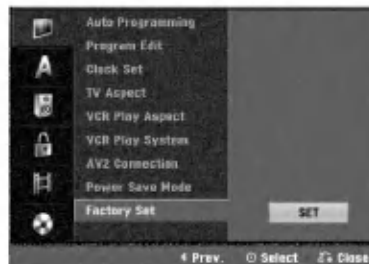 Auto Programming
Program Edit
Clock Set
TV Aspect
VCR Play Aspect
VCR Play System
AV2 Connection
Power Save Mode
Factory Set SET
Prev. Select Close